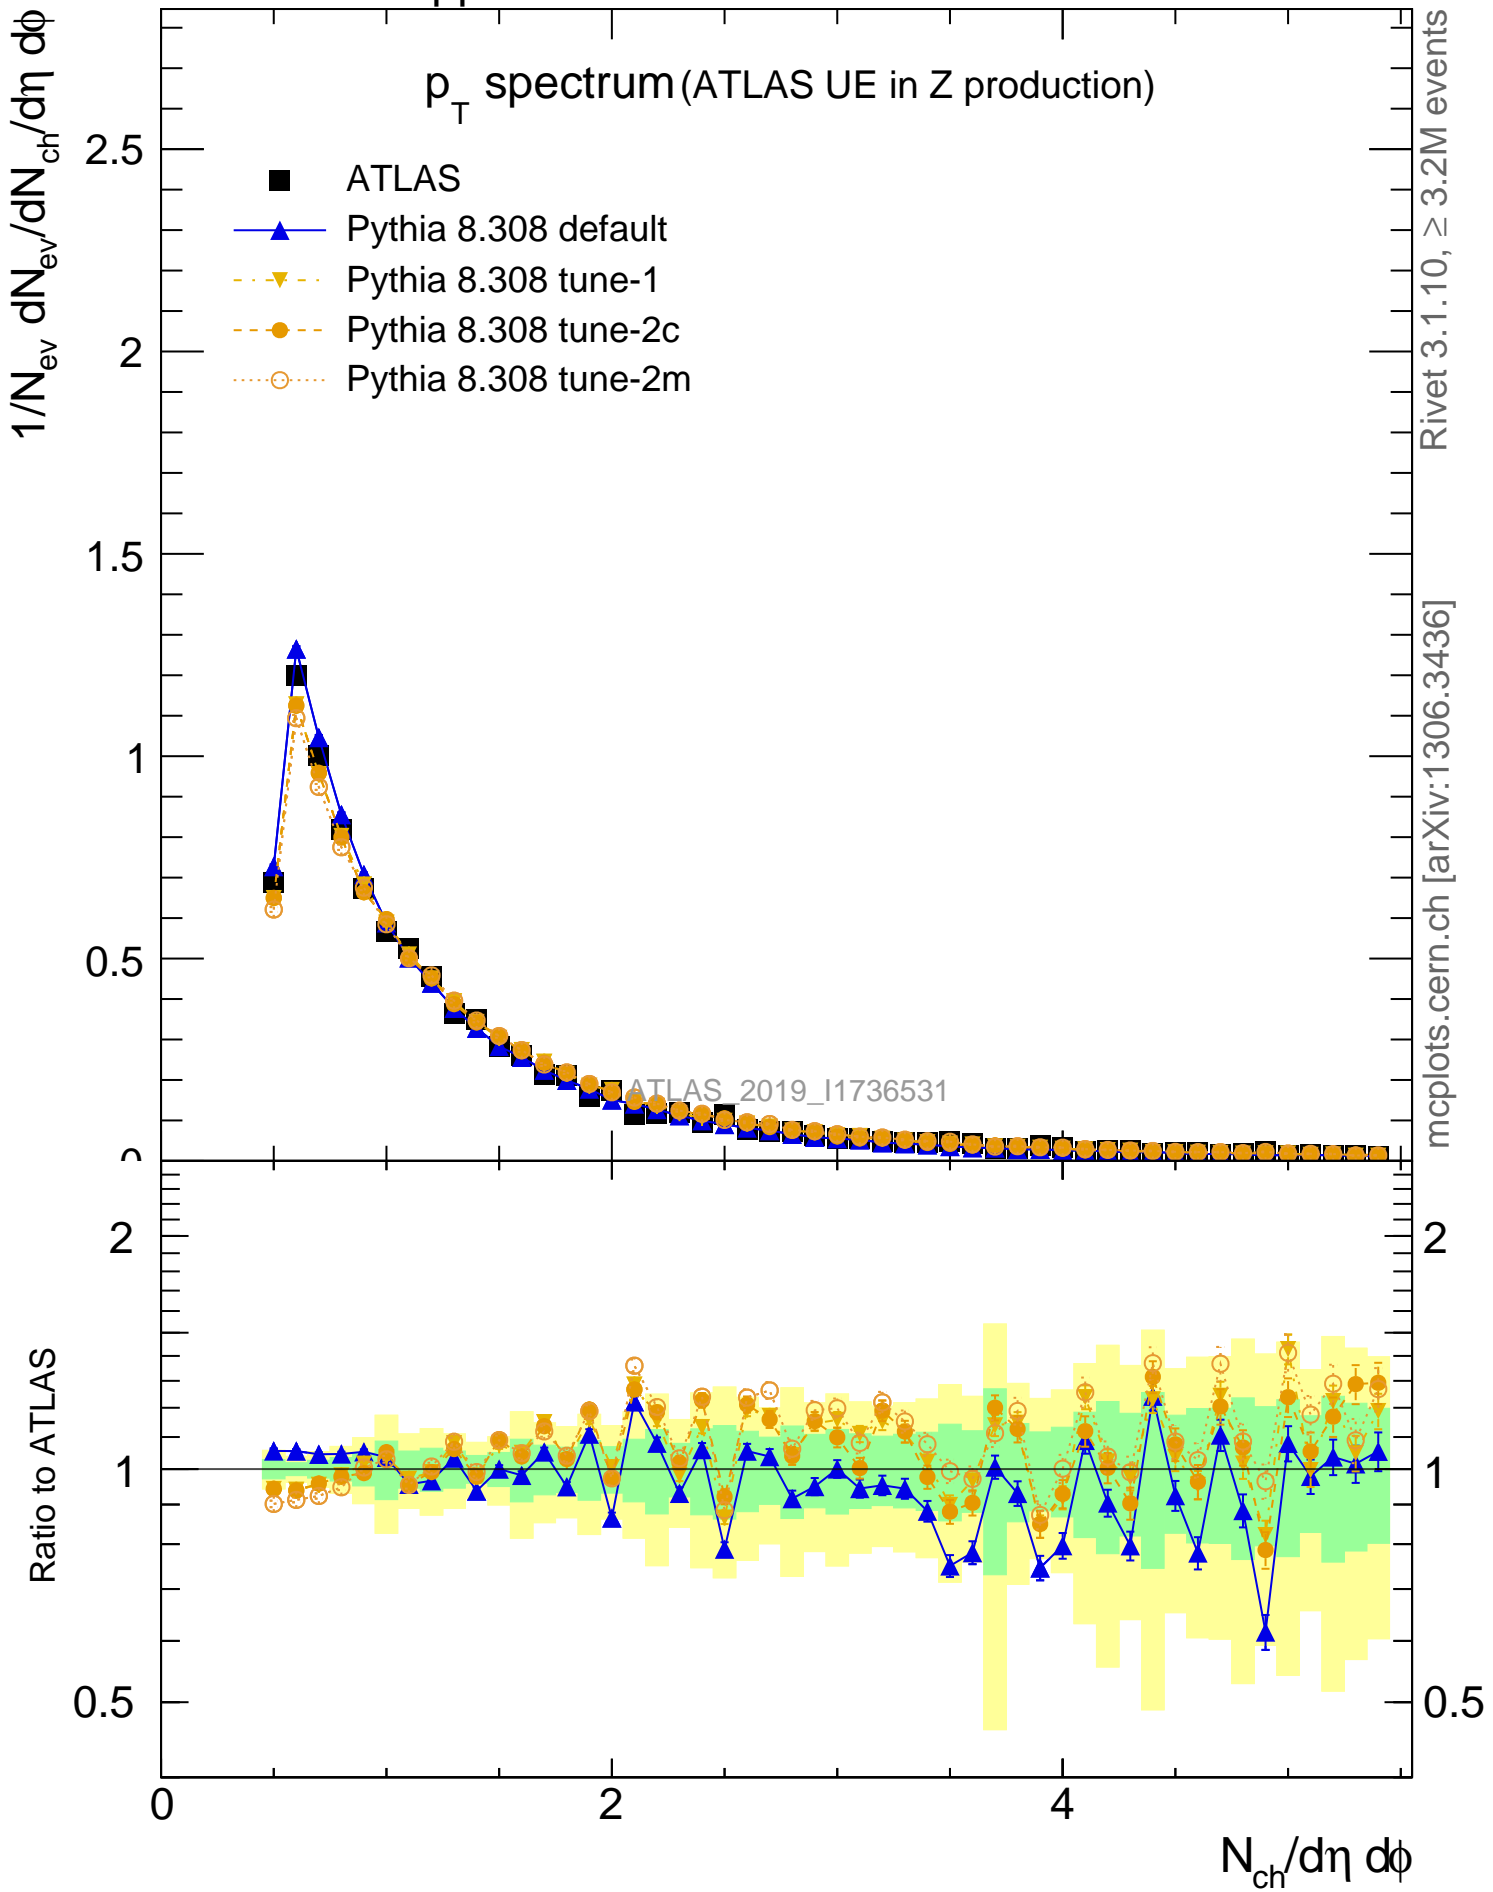 pp
1/N_ev dN_ev/dN_ch/dη dϕ
p_T spectrum (ATLAS UE in Z production)
ATLAS
Pythia 8.308 default
Pythia 8.308 tune-1
Pythia 8.308 tune-2c
Pythia 8.308 tune-2m
2.5
2
1.5
1
0.5
0
ATLAS_2019_I1736531
Rivet 3.1.10, ≥ 3.2M events
mcplots.cern.ch [arXiv:1306.3436]
Ratio to ATLAS
2
1
0.5
2
1
0.5
0
2
4
N_ch/dη dϕ